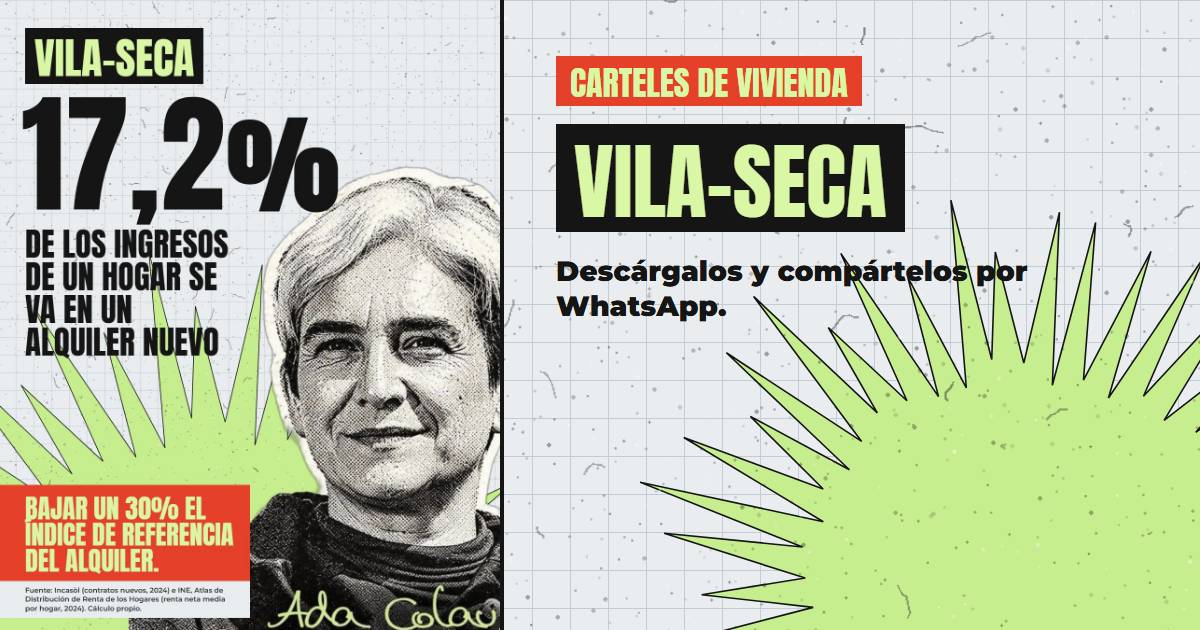 VILA-SECA
17,2%
DE LOS INGRESOS
DE UN HOGAR SE
VA EN UN
ALQUILER NUEVO
BAJAR UN 30% EL
ÍNDICE DE REFERENCIA
DEL ALQUILER.
Fuente: Incasòl (contratos nuevos, 2024) e INE, Atlas de
Distribución de Renta de los Hogares (renta neta media
por hogar, 2024). Cálculo propio.
Ada Colau
CARTELES DE VIVIENDA
VILA-SECA
Descárgalos y compártelos por
WhatsApp.